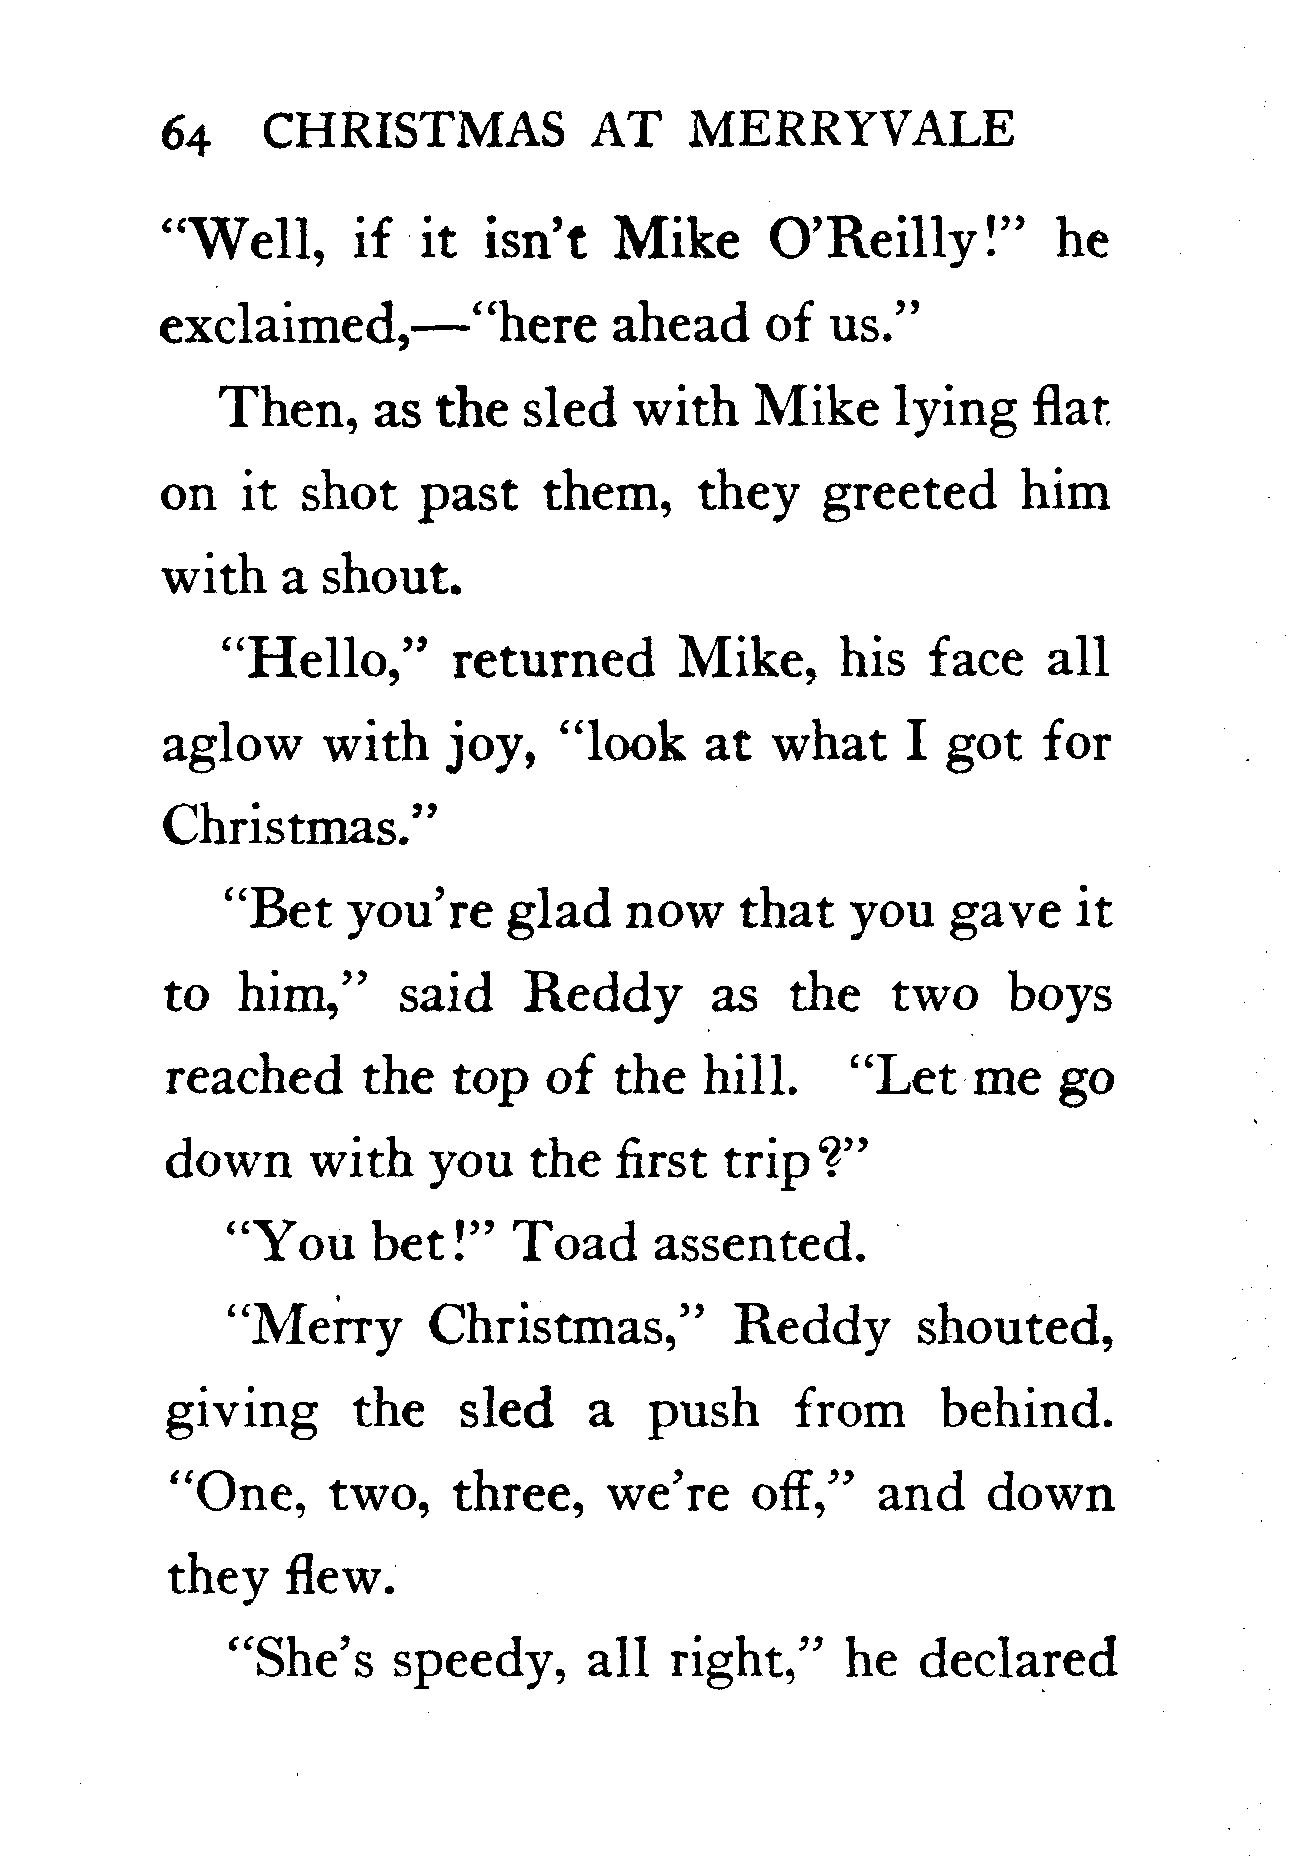 64 CHRISTMAS AT MERRYVALE
“Well, if it isn’t Mike O’Reilly!” he
exclaimed,—“here ahead of us.”
Then, as the sled with Mike lying flat
on it shot past them, they greeted him
with a shout.
“Hello,” returned Mike, his face all
aglow with joy, “look at what I got for
Christmas.”
“Bet you’re glad now that you gave it
to him,” said Reddy as the two boys
reached the top of the hill. “Let me go
down with you the first trip?”
“You bet!” Toad assented.
“Merry Christmas,” Reddy shouted,
giving the sled a push from behind.
“One, two, three, we’re off,” and down
they flew.
“She’s speedy, all right,” he declared